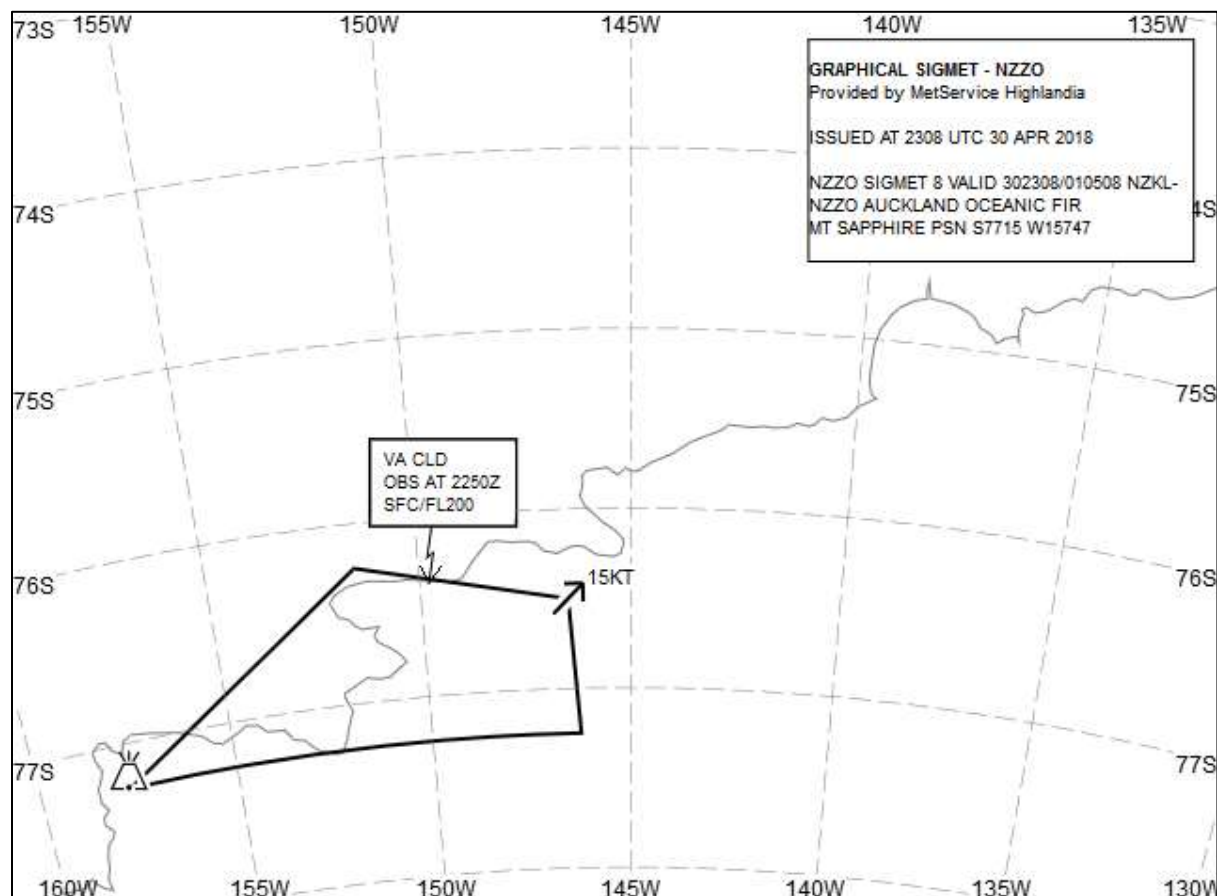 73S 155W 150W 145W 140W 135W
GRAPHICAL SIGMET - NZZO
Provided by MetService Highlandia
ISSUED AT 2308 UTC 30 APR 2018
NZZO SIGMET 8 VALID 302308/010508 NZKL-
NZZO AUCKLAND OCEANIC FIR
MT SAPPHIRE PSN S7715 W15747
74S 4S
75S 75S
VA CLD
OBS AT 2250Z
SFC/FL200
76S 15KT 76S
77S 77S
160W 155W 150W 145W 140W 135W 130W